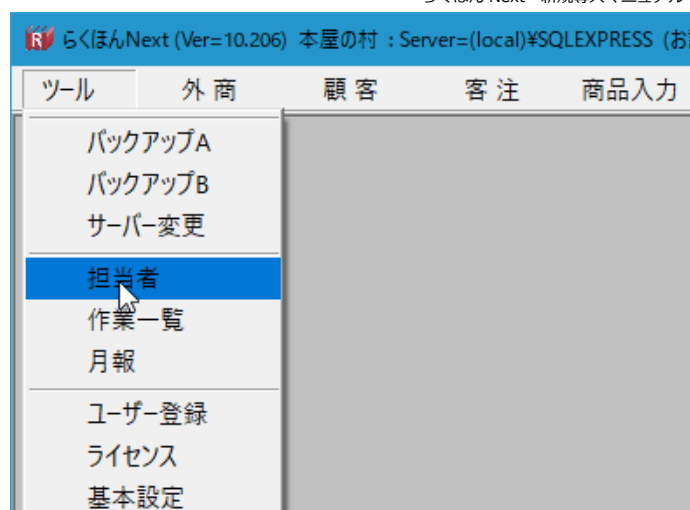 らくほんNext (Ver=10.206) 本屋の村 : Server=(local)¥SQLEXPRESS (お
ツール 外 商 顧 客 客 注 商品入力
バックアップA
バックアップB
サーバー変更
担当者
作業一覧
月報
ユーザー登録
ライセンス
基本設定